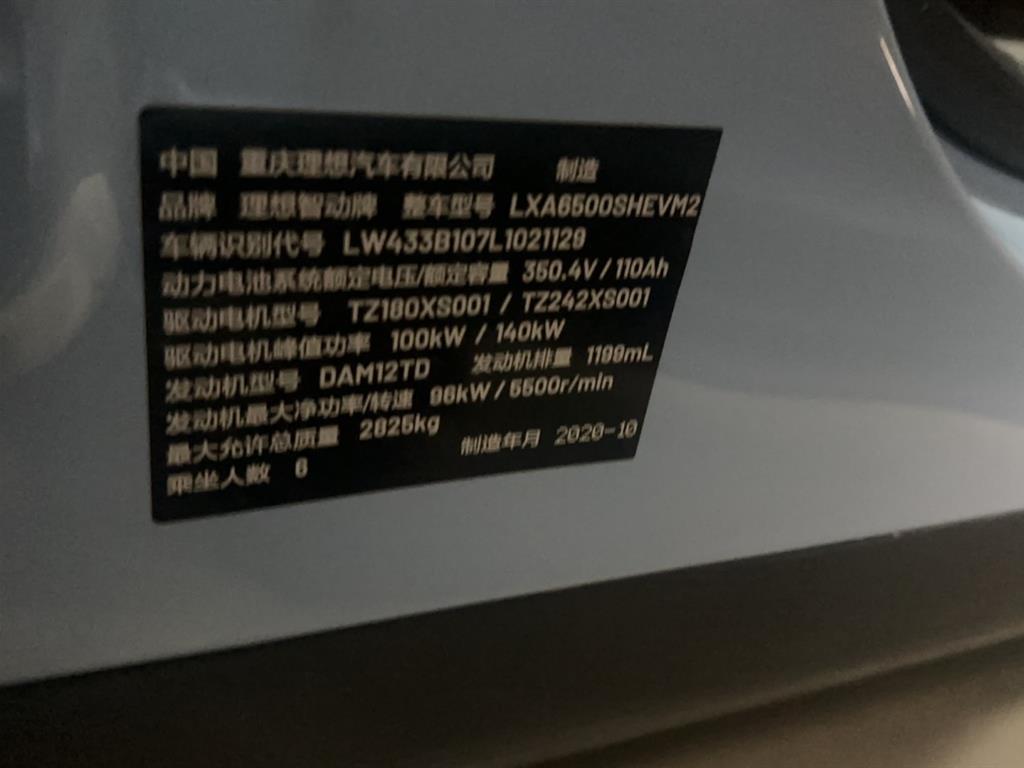 中国 重庆理想汽车有限公司 制造
品牌 理想智动牌 整车型号 LXA6500SHEVM2
车辆识别代号 LW433B107L1021129
动力电池系统额定电压/额定容量 350.4V/110Ah
驱动电机型号 TZ180XS001 / TZ242XS001
驱动电机峰值功率 100kW / 140kW
发动机型号 DAM12TD 发动机排量 1199mL
发动机最大净功率/转速 96kW/5500r/min
最大允许总质量 2825kg 制造年月 2020-10
乘坐人数 6